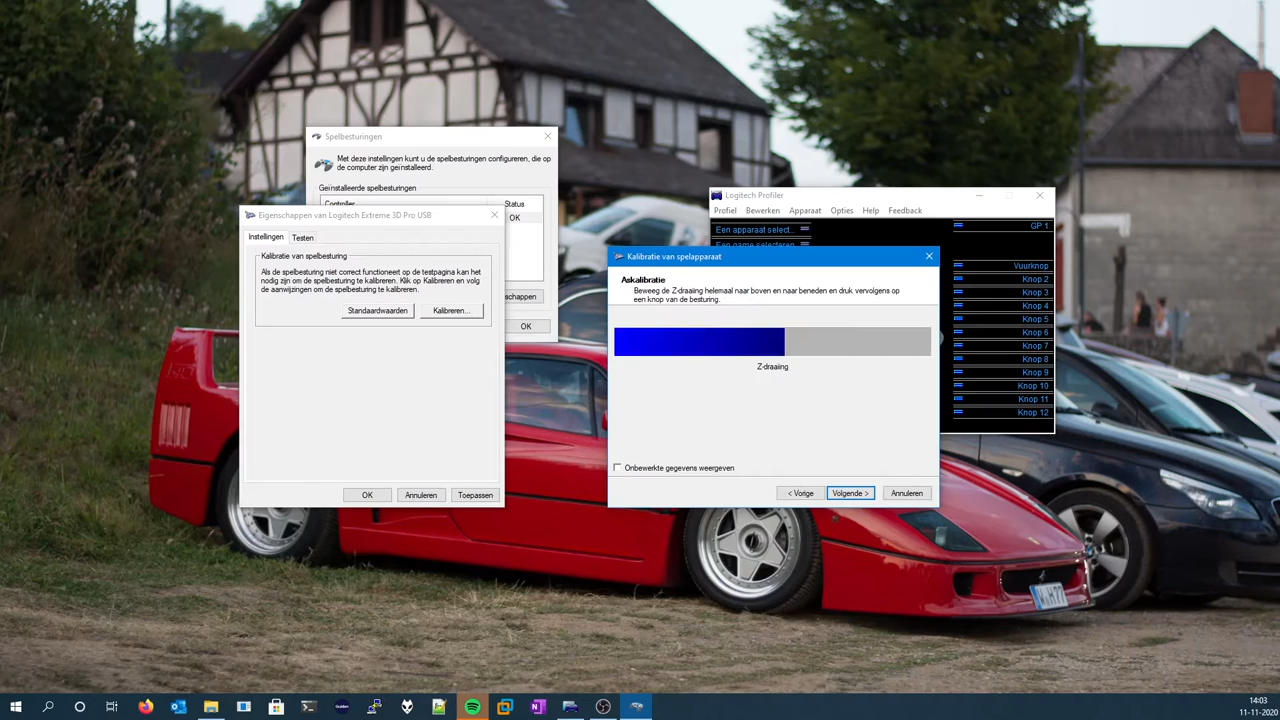 Spelbesturingen
Met deze instellingen kunt u de spelbesturingen configureren, die op
de computer zijn geïnstalleerd.
Geïnstalleerde spelbesturingen
Controller
Status
OK
schappen
OK
Eigenschappen van Logitech Extreme 3D Pro USB
Instellingen
Testen
Kalibratie van spelbesturing
Als de spelbesturing niet correct functioneert op de testpagina kan het
nodig zijn om de spelbesturing te kalibreren. Klik op Kalibreren en volg
de aanwijzingen om de spelbesturing te kalibreren.
Standaardwaarden
Kalibreren...
OK
Annuleren
Toepassen
Logitech Profiler
Profiel Bewerken Apparaat Opties Help Feedback
Een apparaat select...
Een game selecteren
GP 1
Vuurknop
Knop 2
Knop 3
Knop 4
Knop 5
Knop 6
Knop 7
Knop 8
Knop 9
Knop 10
Knop 11
Knop 12
Kalibratie van spelapparaat
Askalibratie
Beweeg de Z-draaiing helemaal naar boven en naar beneden en druk vervolgens op
een knop van de besturing.
Z-draaiing
Onbewerkte gegevens weergeven
< Vorige
Volgende >
Annuleren
14:03
11-11-2020